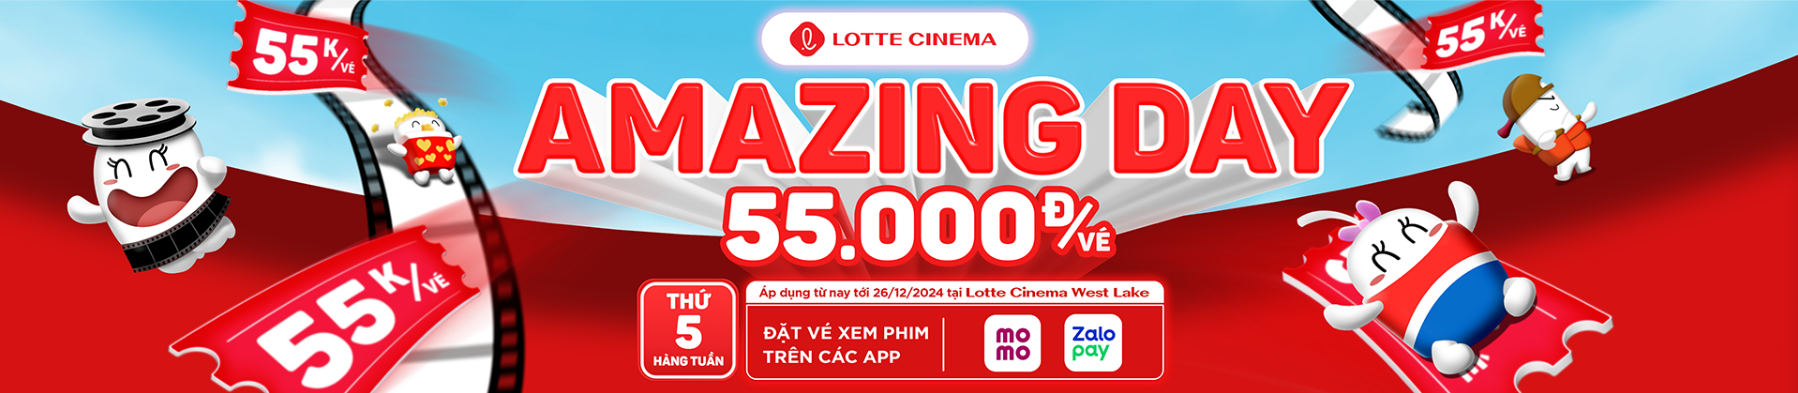 55K/VÉ
LOTTE CINEMA
55K/VÉ
AMAZING DAY
55.000Đ/VÉ
55K/VÉ
THỨ
5
HÀNG TUẦN
Áp dụng từ nay tới 26/12/2024 tại Lotte Cinema West Lake
ĐẶT VÉ XEM PHIM
TRÊN CÁC APP
mo
mo
Zalo
pay